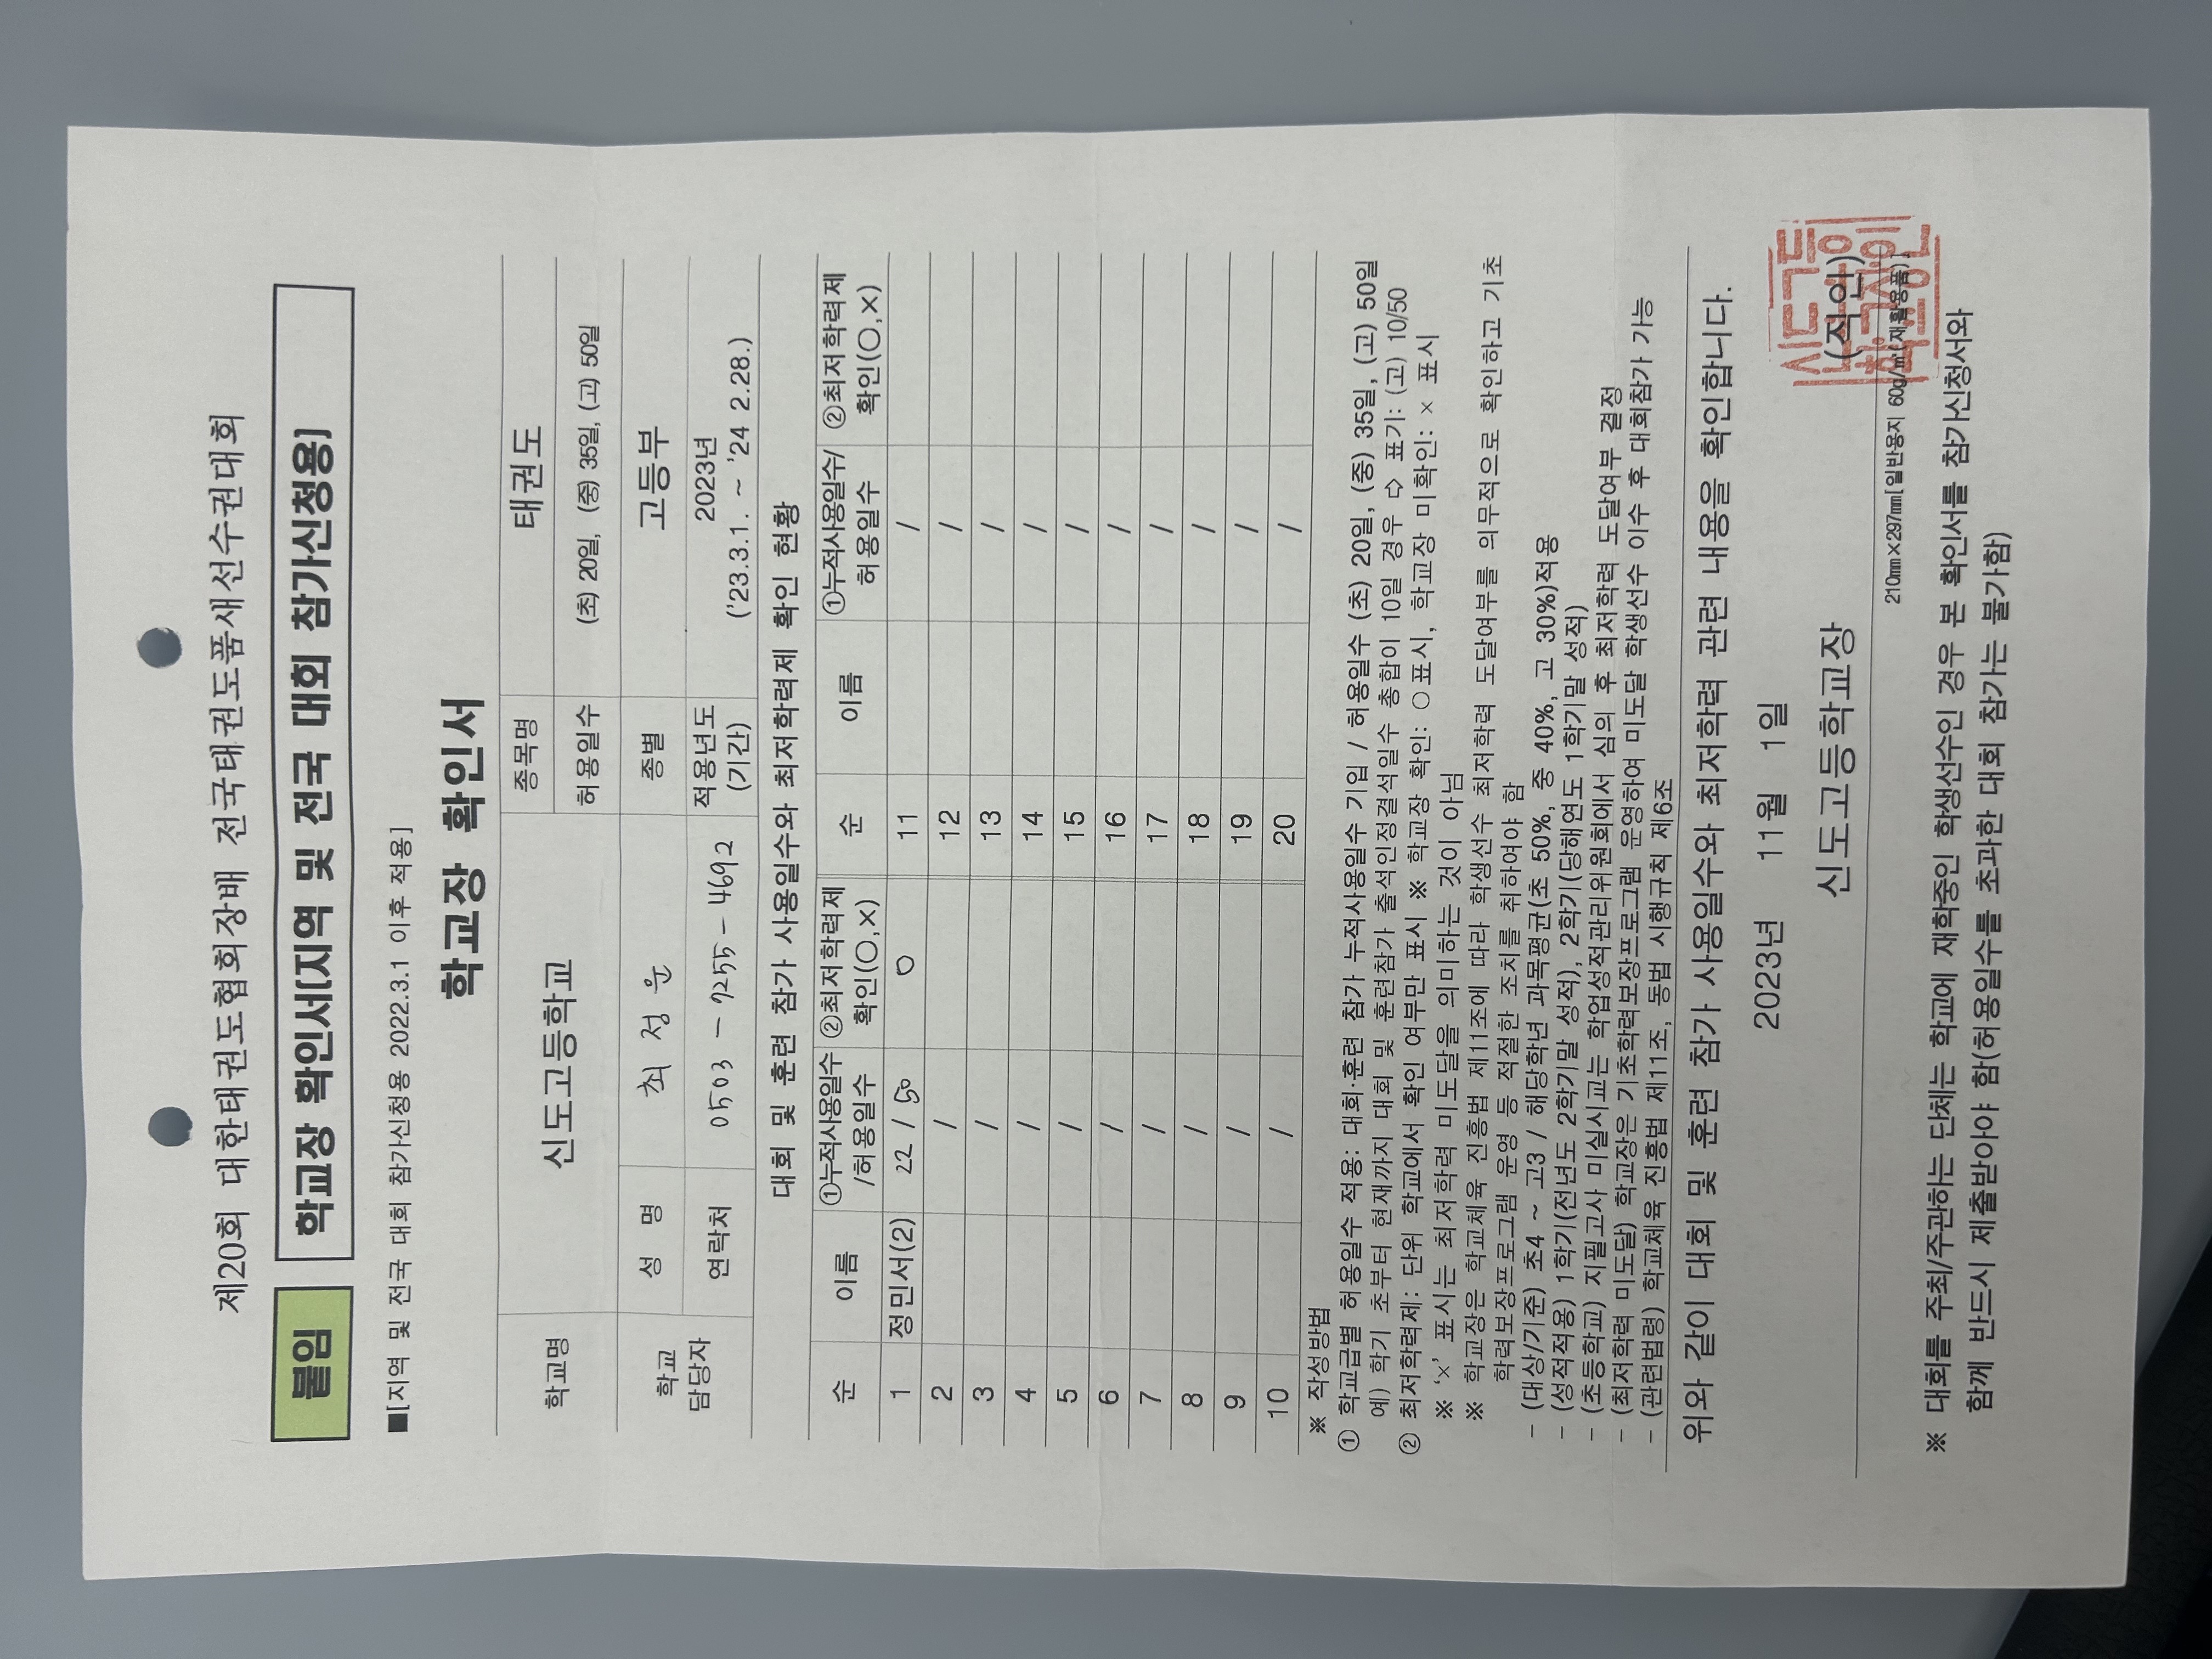 제20회 대한태권도협회장배 전국태권도품새선수권대회
붙임 학교장 확인서[지역 및 전국 대회 참가신청용]
■[지역 및 전국 대회 참가신청용 2022.3.1 이후 적용]
학교장 확인서
학교명 신도고등학교 종목명 태권도
허용일수 (초) 20일, (중) 35일, (고) 50일
학교 담당자 성 명 최정운 종별 고등부
연락처 0503 - 9255 - 4692 적용년도 (기간) 2023년 ('23.3.1. ~ '24 2.28.)
대회 및 훈련 참가 사용일수와 최저학력제 확인 현황
순 이름 ①누적사용일수/허용일수 ②최저학력제 확인(○,×) 순 이름 ①누적사용일수/허용일수 ②최저학력제 확인(○,×)
1 정민서(2) 22 / 50 ○ 11 /
2 / 12 /
3 / 13 /
4 / 14 /
5 / 15 /
6 / 16 /
7 / 17 /
8 / 18 /
9 / 19 /
10 / 20 /
※ 작성방법
① 학교급별 허용일수 적용: 대회·훈련 참가 누적사용일수 기입 / 허용일수 (초) 20일, (중) 35일, (고) 50일
예) 학기 초부터 현재까지 대회 및 훈련참가 출석인정결석일수 총합이 10일 경우 ⇨ 표기: (고) 10/50
② 최저학력제: 단위 학교에서 확인 여부만 표시 ※ 학교장 확인: ○표시, 학교장 미확인: × 표시
※ '×' 표시는 최저학력 미도달을 의미하는 것이 아님
※ 학교장은 학교체육 진흥법 제11조에 따라 학생선수 최저학력 도달여부를 의무적으로 확인하고 기초
학력보장프로그램 운영 등 적절한 조치를 취하여야 함
- (대상/기준) 초4 ~ 고3 / 해당학년 과목평균(초 50%, 중 40%, 고 30%)적용
- (성적적용) 1학기(전년도 2학기말 성적), 2학기(당해연도 1학기말 성적)
- (초등학교) 지필고사 미실시교는 학업성적관리위원회에서 심의 후 최저학력 도달여부 결정
- (최저학력 미도달) 학교장은 기초학력보장프로그램 운영하여 미도달 학생선수 이수 후 대회참가 가능
- (관련법령) 학교체육 진흥법 제11조, 동법 시행규칙 제6조
위와 같이 대회 및 훈련 참가 사용일수와 최저학력 관련 내용을 확인합니다.
2023년 11월 1일
신도고등학교장 (직인)
210㎜×297㎜[일반용지 60g/㎡(재활용품)]
※ 대회를 주최/주관하는 단체는 학교에 재학중인 학생선수인 경우 본 확인서를 참가신청서와
함께 반드시 제출받아야 함(허용일수를 초과한 대회 참가는 불가함)